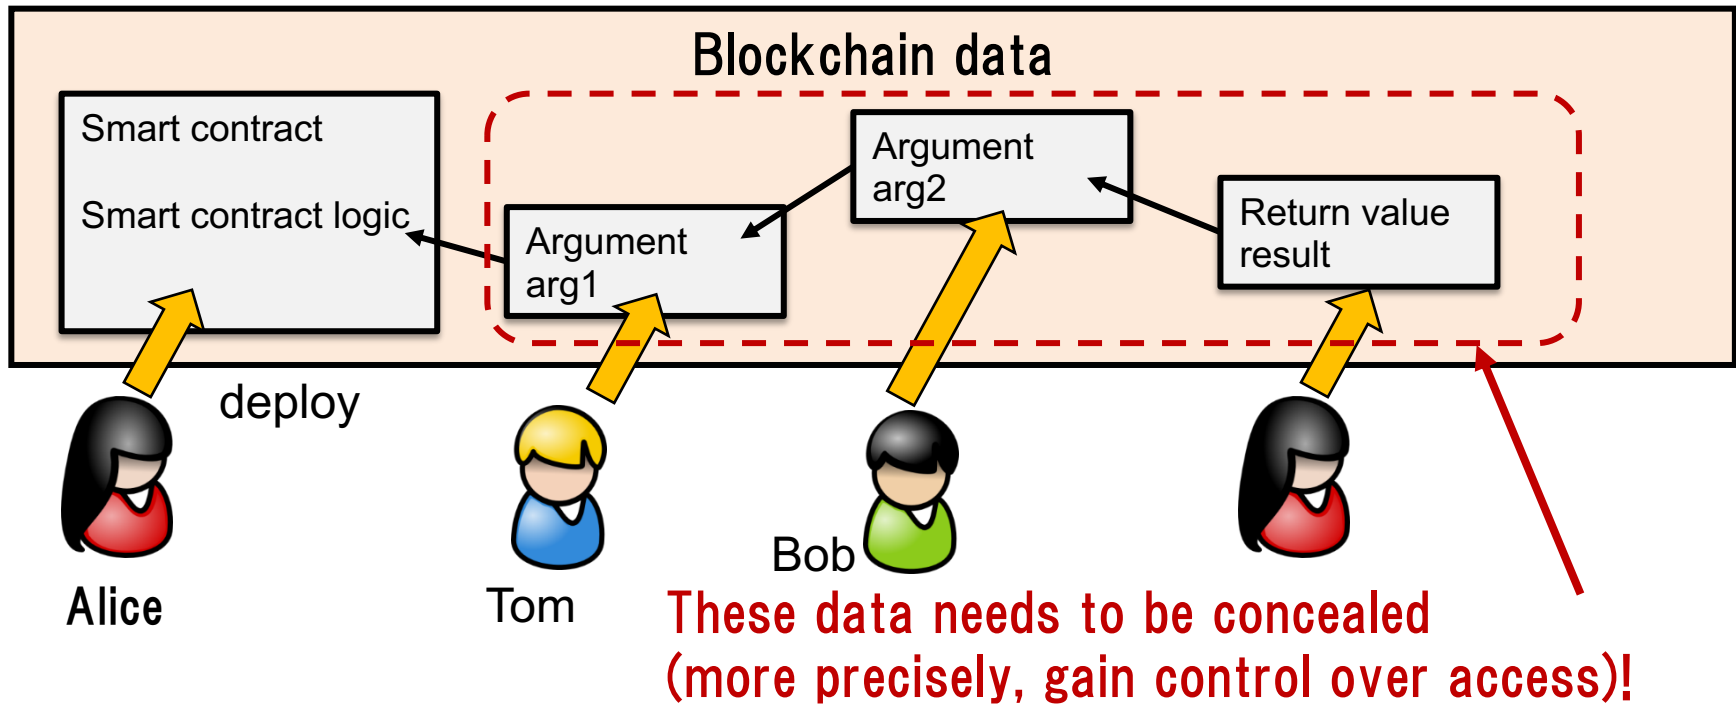 Blockchain data
Smart contract
Smart contract logic
Argument
arg1
Argument
arg2
Return value
result
deploy
Alice
Tom
Bob
These data needs to be concealed
(more precisely, gain control over access)!